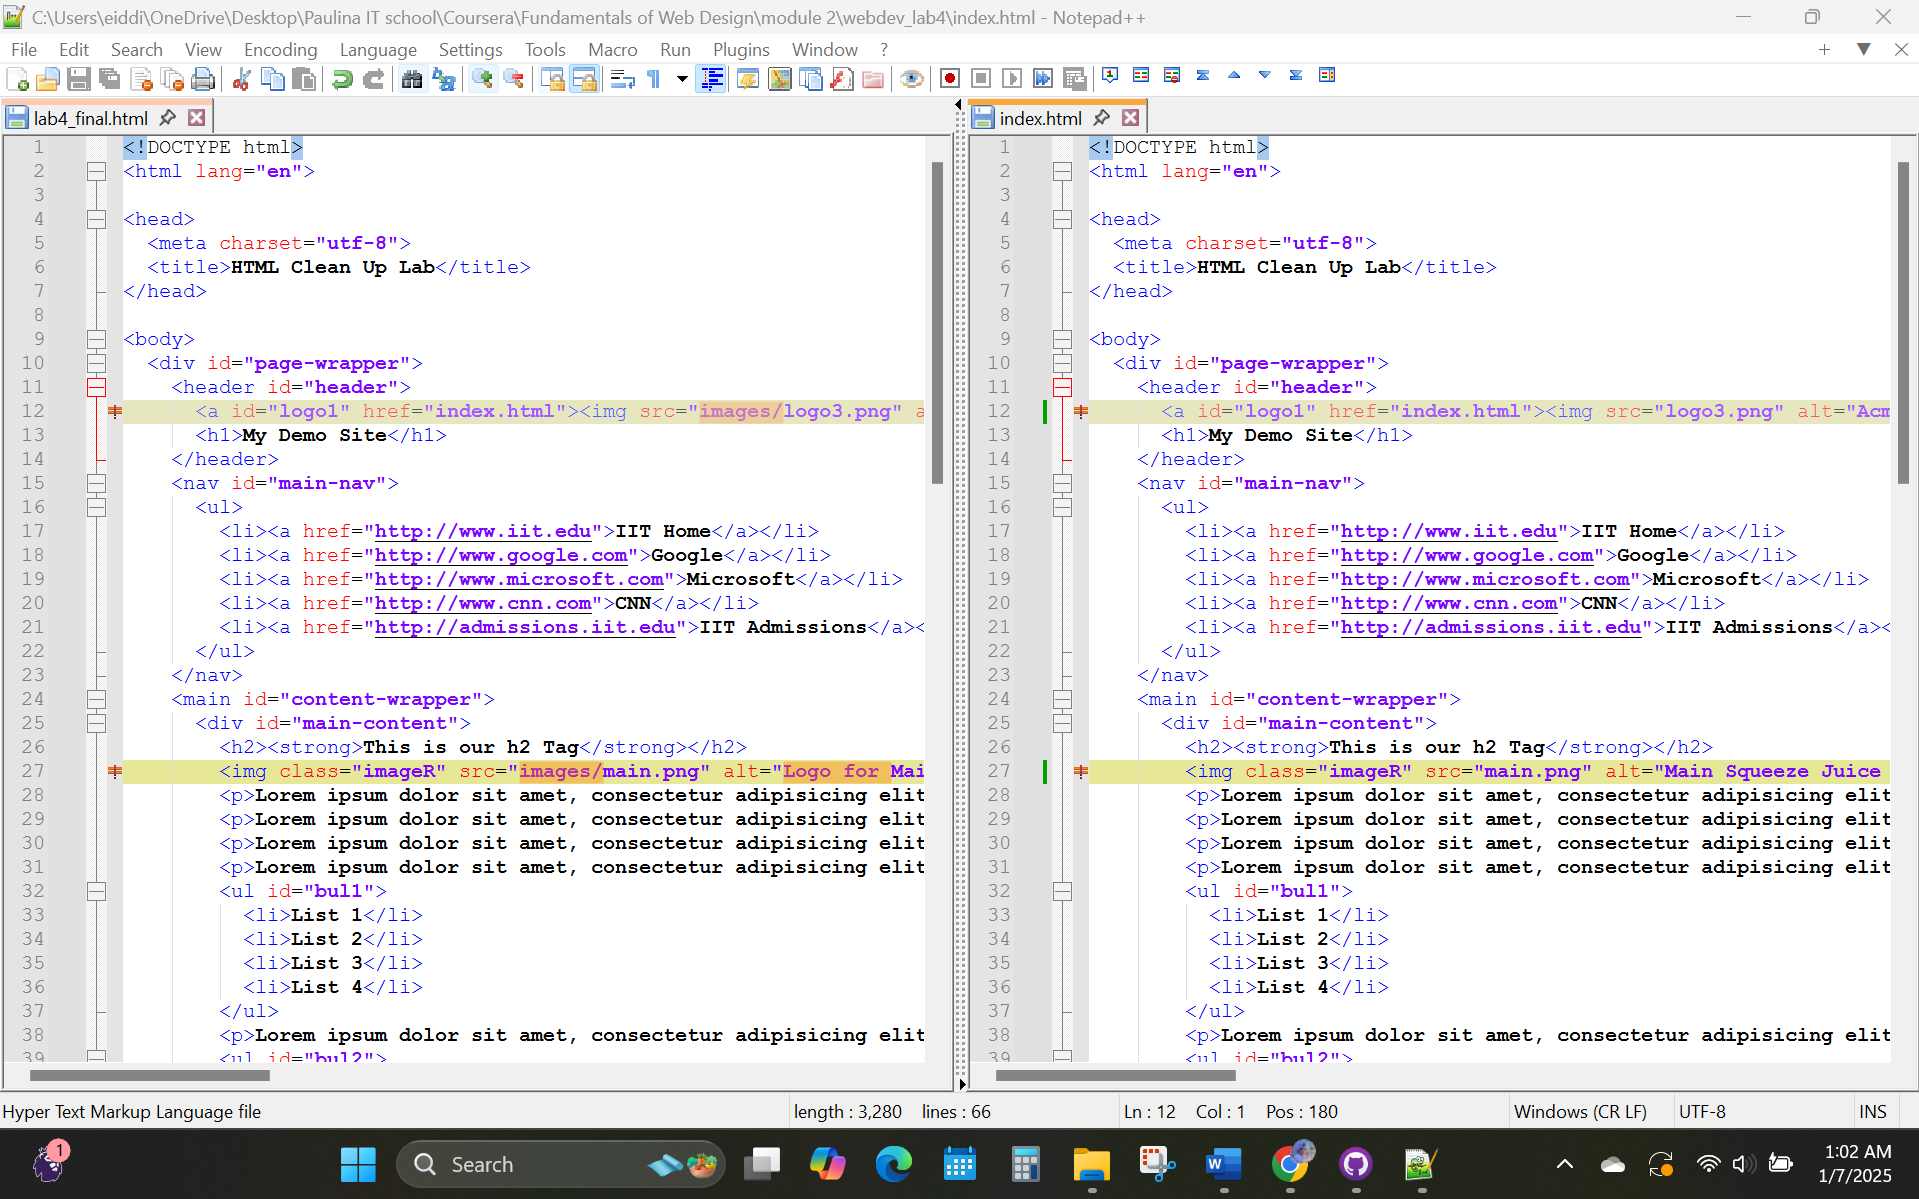 C:\Users\eiddi\OneDrive\Desktop\Paulina IT school\Coursera\Fundamentals of Web Design\module 2\webdev_lab4\index.html - Notepad++
File Edit Search View Encoding Language Settings Tools Macro Run Plugins Window ?
lab4_final.html
1 <!DOCTYPE html>
2 <html lang="en">
3
4 <head>
5 <meta charset="utf-8">
6 <title>HTML Clean Up Lab</title>
7 </head>
8
9 <body>
10 <div id="page-wrapper">
11 <header id="header">
12 <a id="logo1" href="index.html"><img src="images/logo3.png" a
13 <h1>My Demo Site</h1>
14 </header>
15 <nav id="main-nav">
16 <ul>
17 <li><a href="http://www.iit.edu">IIT Home</a></li>
18 <li><a href="http://www.google.com">Google</a></li>
19 <li><a href="http://www.microsoft.com">Microsoft</a></li>
20 <li><a href="http://www.cnn.com">CNN</a></li>
21 <li><a href="http://admissions.iit.edu">IIT Admissions</a><
22 </ul>
23 </nav>
24 <main id="content-wrapper">
25 <div id="main-content">
26 <h2><strong>This is our h2 Tag</strong></h2>
27 <img class="imageR" src="images/main.png" alt="Logo for Mai
28 <p>Lorem ipsum dolor sit amet, consectetur adipisicing elit
29 <p>Lorem ipsum dolor sit amet, consectetur adipisicing elit
30 <p>Lorem ipsum dolor sit amet, consectetur adipisicing elit
31 <p>Lorem ipsum dolor sit amet, consectetur adipisicing elit
32 <ul id="bul1">
33 <li>List 1</li>
34 <li>List 2</li>
35 <li>List 3</li>
36 <li>List 4</li>
37 </ul>
38 <p>Lorem ipsum dolor sit amet, consectetur adipisicing elit
39 <ul id="bul2">
index.html
1 <!DOCTYPE html>
2 <html lang="en">
3
4 <head>
5 <meta charset="utf-8">
6 <title>HTML Clean Up Lab</title>
7 </head>
8
9 <body>
10 <div id="page-wrapper">
11 <header id="header">
12 <a id="logo1" href="index.html"><img src="logo3.png" alt="Acm
13 <h1>My Demo Site</h1>
14 </header>
15 <nav id="main-nav">
16 <ul>
17 <li><a href="http://www.iit.edu">IIT Home</a></li>
18 <li><a href="http://www.google.com">Google</a></li>
19 <li><a href="http://www.microsoft.com">Microsoft</a></li>
20 <li><a href="http://www.cnn.com">CNN</a></li>
21 <li><a href="http://admissions.iit.edu">IIT Admissions</a><
22 </ul>
23 </nav>
24 <main id="content-wrapper">
25 <div id="main-content">
26 <h2><strong>This is our h2 Tag</strong></h2>
27 <img class="imageR" src="main.png" alt="Main Squeeze Juice
28 <p>Lorem ipsum dolor sit amet, consectetur adipisicing elit
29 <p>Lorem ipsum dolor sit amet, consectetur adipisicing elit
30 <p>Lorem ipsum dolor sit amet, consectetur adipisicing elit
31 <p>Lorem ipsum dolor sit amet, consectetur adipisicing elit
32 <ul id="bul1">
33 <li>List 1</li>
34 <li>List 2</li>
35 <li>List 3</li>
36 <li>List 4</li>
37 </ul>
38 <p>Lorem ipsum dolor sit amet, consectetur adipisicing elit
39 <ul id="bul2">
Hyper Text Markup Language file length : 3,280 lines : 66 Ln : 12 Col : 1 Pos : 180 Windows (CR LF) UTF-8 INS
1
Search
1:02 AM
1/7/2025